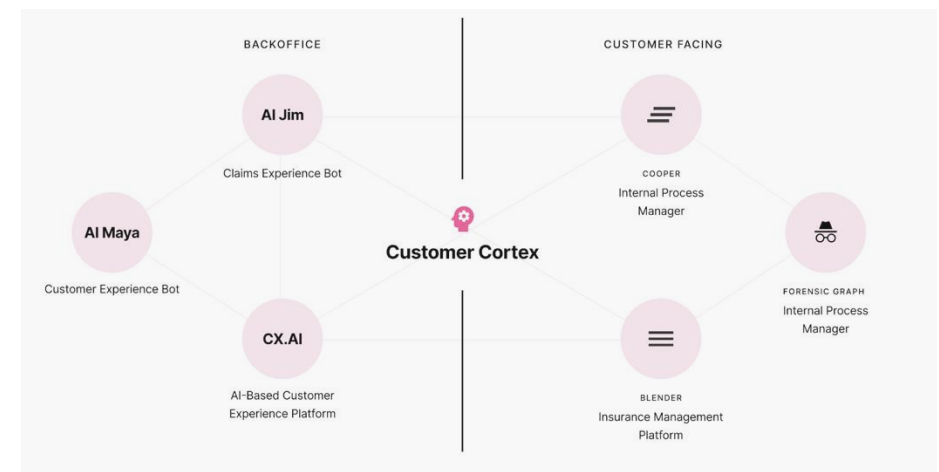 BACKOFFICE
CUSTOMER FACING
AI Jim
Claims Experience Bot
COOPER
Internal Process
Manager
AI Maya
Customer Experience Bot
Customer Cortex
FORENSIC GRAPH
Internal Process
Manager
CX.AI
AI-Based Customer
Experience Platform
BLENDER
Insurance Management
Platform